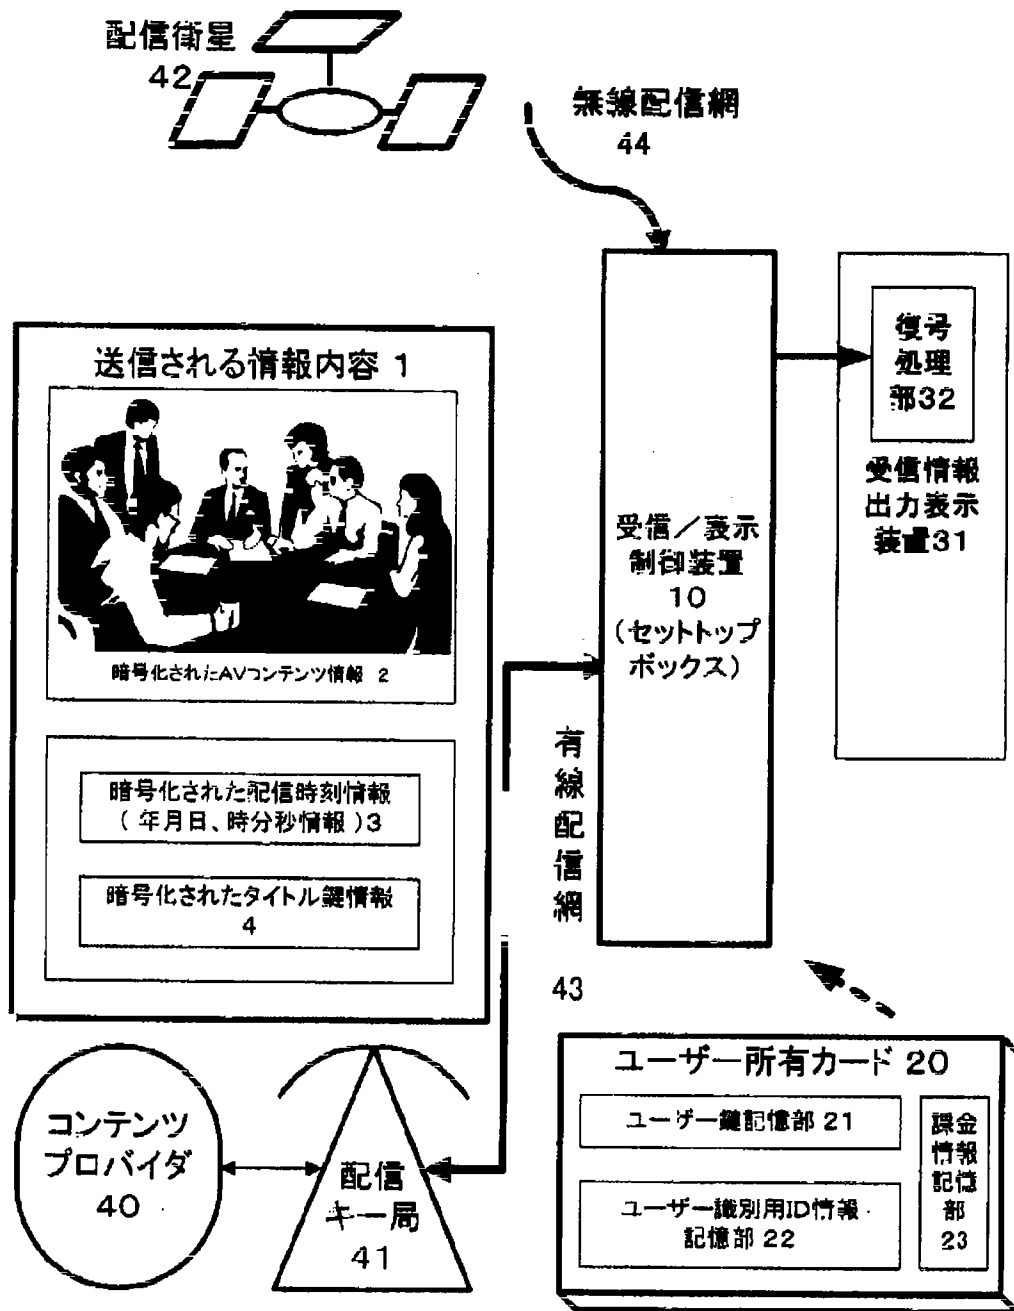 配信衛星
42
無線配信網
44
送信される情報内容 1
暗号化されたAVコンテンツ情報 2
暗号化された配信時刻情報
( 年月日、時分秒情報 )3
暗号化されたタイトル鍵情報
4
受信／表示
制御装置
10
(セットトップ
ボックス)
復号
処理
部32
受信情報
出力表示
装置31
有線配信網
43
コンテンツ
プロバイダ
40
配信
キー局
41
ユーザー所有カード 20
ユーザー鍵記憶部 21
ユーザー識別用ID情報
記憶部 22
課金
情報
記憶
部
23